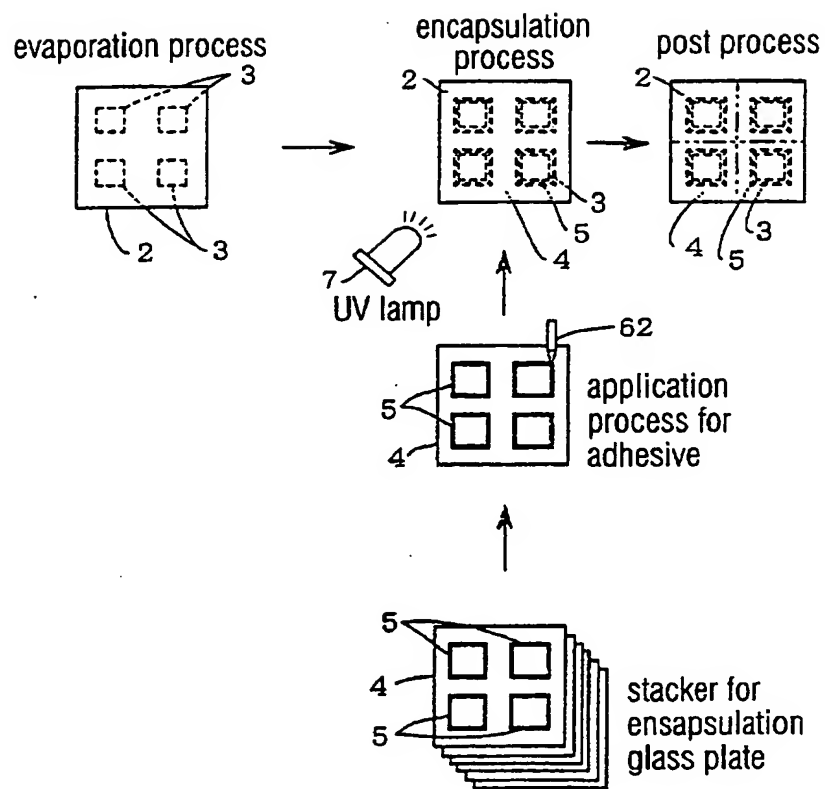 evaporation process
encapsulation
process
post process
3
2
2
2
3
3
5
4
4
5
3
7
UV lamp
62
5
4
application
process for
adhesive
5
5
4
5
stacker for
ensapsulation
glass plate